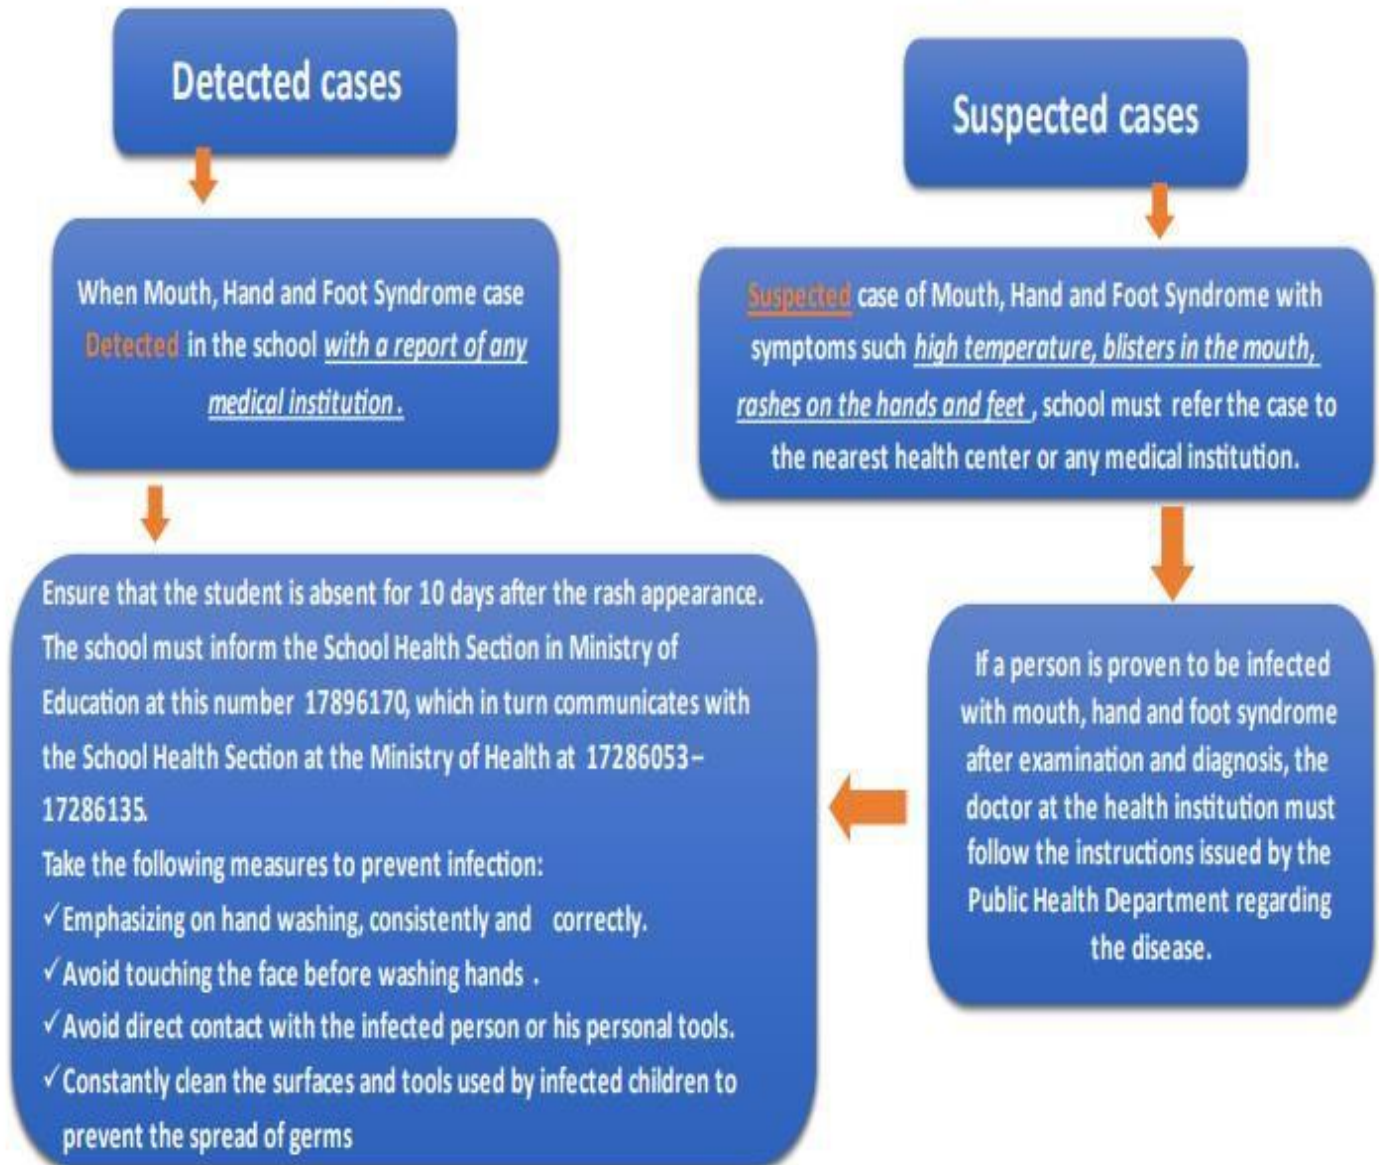 Detected cases
When Mouth, Hand and Foot Syndrome case
Detected in the school with a report of any
medical institution .
Ensure that the student is absent for 10 days after the rash appearance.
The school must inform the School Health Section in Ministry of
Education at this number 17896170, which in turn communicates with
the School Health Section at the Ministry of Health at 17286053–
17286135.
Take the following measures to prevent infection:
✓Emphasizing on hand washing, consistently and correctly.
✓Avoid touching the face before washing hands .
✓Avoid direct contact with the infected person or his personal tools.
✓Constantly clean the surfaces and tools used by infected children to
prevent the spread of germs
Suspected cases
Suspected case of Mouth, Hand and Foot Syndrome with
symptoms such high temperature, blisters in the mouth,
rashes on the hands and feet , school must refer the case to
the nearest health center or any medical institution.
If a person is proven to be infected
with mouth, hand and foot syndrome
after examination and diagnosis, the
doctor at the health institution must
follow the instructions issued by the
Public Health Department regarding
the disease.